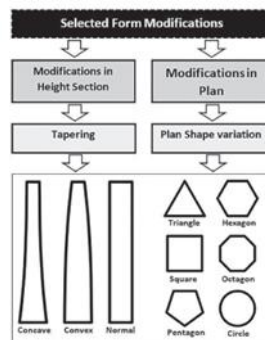 Selected Form Modifications
Modifications in
Height Section
Modifications in
Plan
Tapering
Plan Shape variation
Triangle
Hexagon
Square
Octagon
Concave
Convex
Normal
Pentagon
Circle